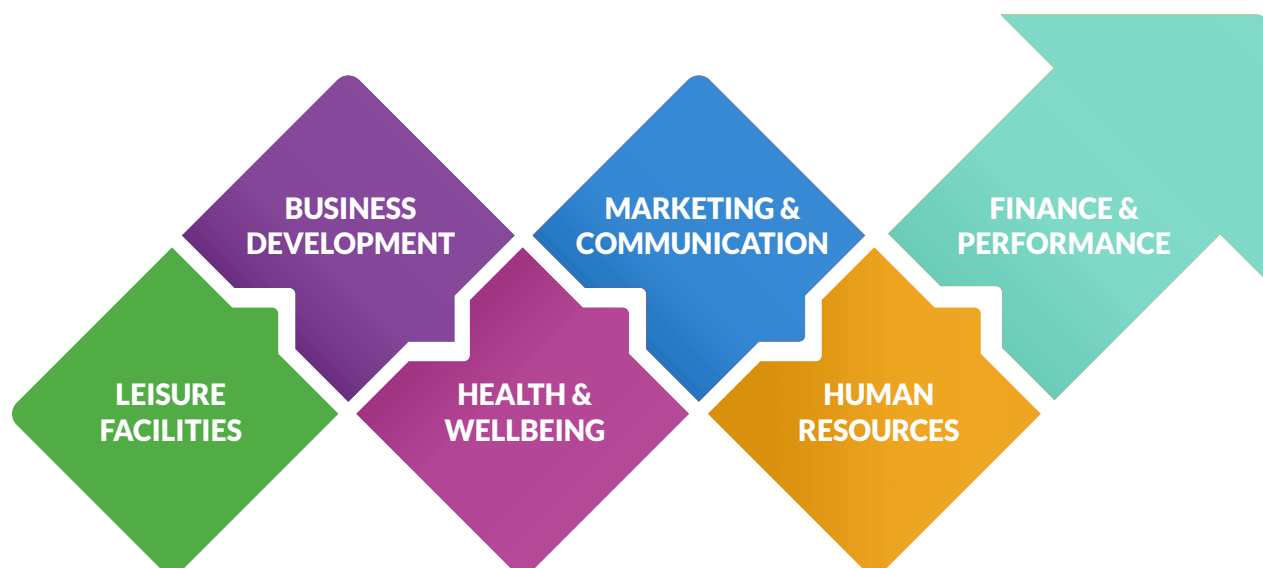 BUSINESS
DEVELOPMENT
MARKETING &
COMMUNICATION
FINANCE &
PERFORMANCE
LEISURE
FACILITIES
HEALTH &
WELLBEING
HUMAN
RESOURCES